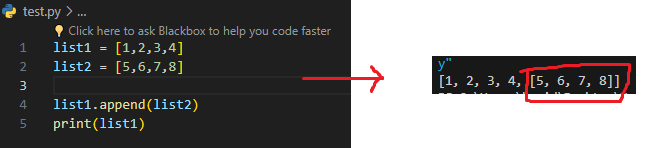 test.py > ...
Click here to ask Blackbox to help you code faster
1 list1 = [1,2,3,4]
2 list2 = [5,6,7,8]
3
4 list1.append(list2)
5 print(list1)
y"
[1, 2, 3, 4, [5, 6, 7, 8]]